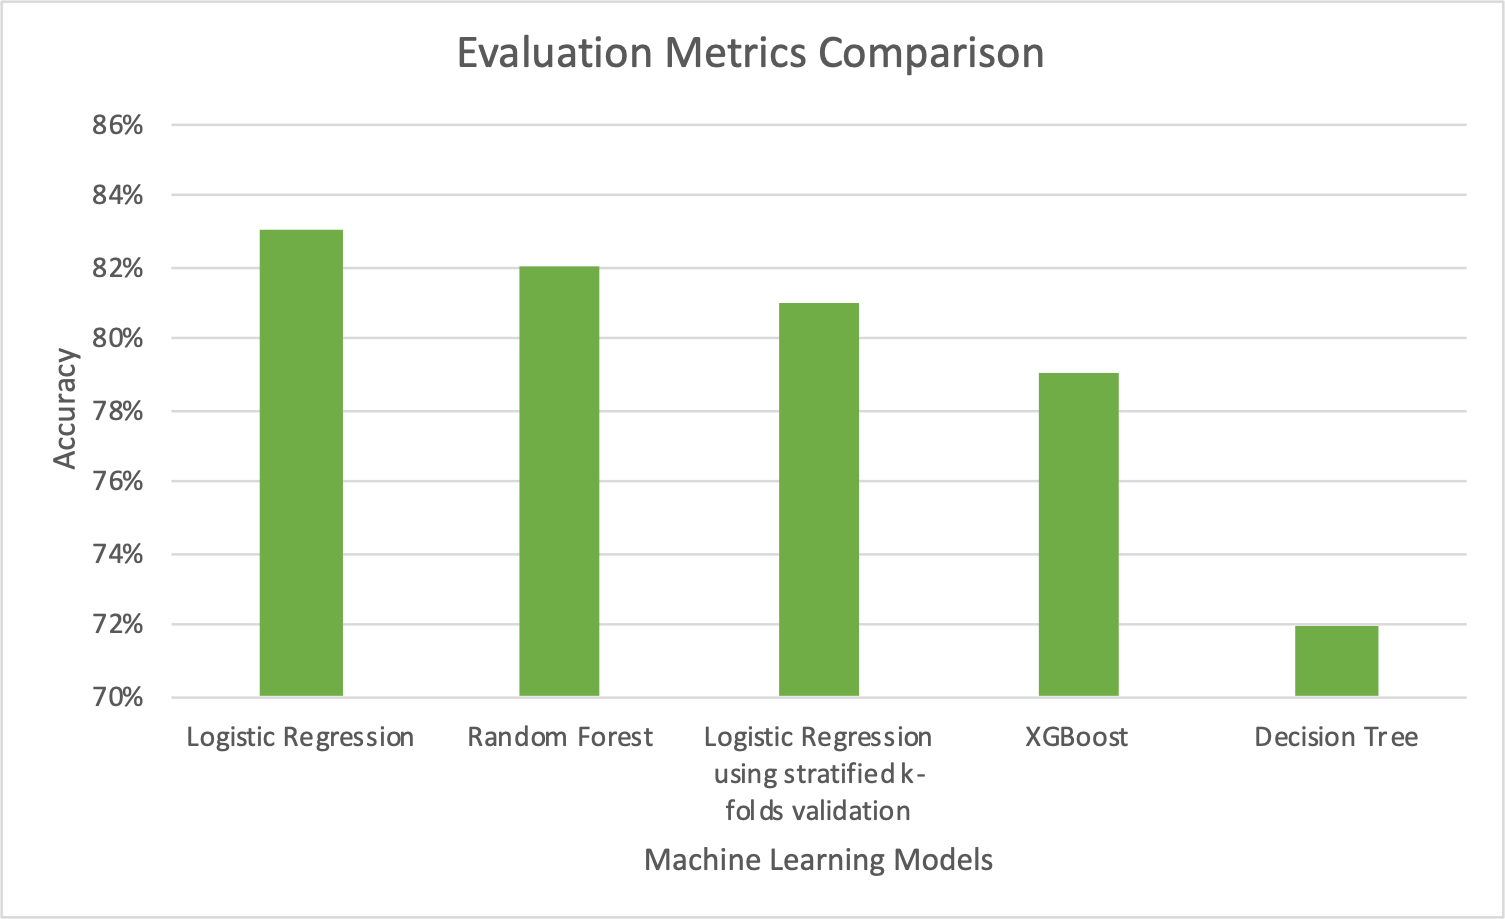 Evaluation Metrics Comparison
86%
84%
82%
80%
78%
76%
74%
72%
70%
Accuracy
Logistic Regression
Random Forest
Logistic Regression
using stratified k-
folds validation
XGBoost
Decision Tree
Machine Learning Models